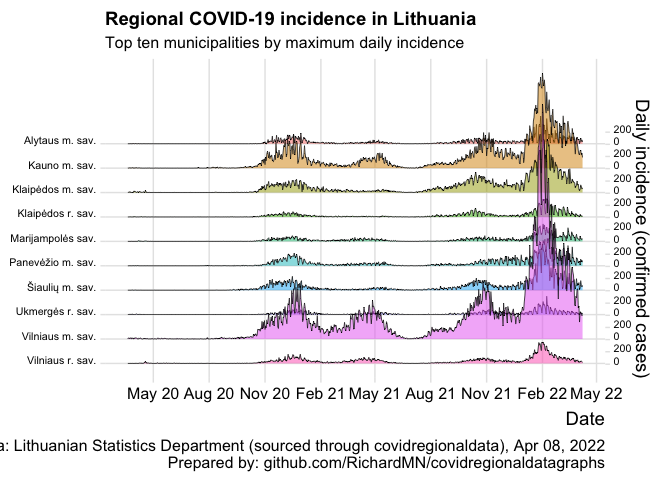 Regional COVID-19 incidence in Lithuania
Top ten municipalities by maximum daily incidence
Alytaus m. sav.
Kauno m. sav.
Klaipėdos m. sav.
Klaipėdos r. sav.
Marijampolės sav.
Panevėžio m. sav.
Šiaulių m. sav.
Ukmergės r. sav.
Vilniaus m. sav.
Vilniaus r. sav.
200
0
200
0
200
0
200
0
200
0
200
0
200
0
200
0
200
0
200
0
Daily incidence (confirmed cases)
May 20 Aug 20 Nov 20 Feb 21 May 21 Aug 21 Nov 21 Feb 22 May 22
Date
a: Lithuanian Statistics Department (sourced through covidregionaldata), Apr 08, 2022
Prepared by: github.com/RichardMN/covidregionaldatagraphs